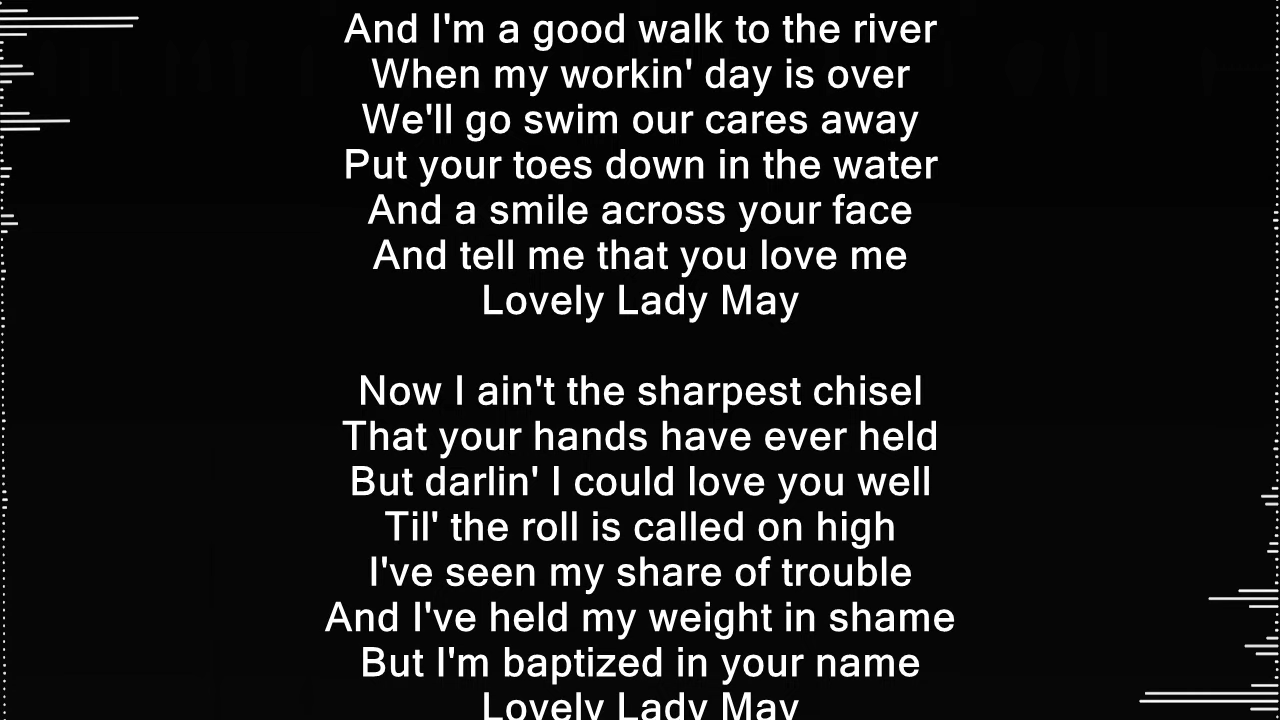 And I'm a good walk to the river
When my workin' day is over
We'll go swim our cares away
Put your toes down in the water
And a smile across your face
And tell me that you love me
Lovely Lady May
Now I ain't the sharpest chisel
That your hands have ever held
But darlin' I could love you well
Til' the roll is called on high
I've seen my share of trouble
And I've held my weight in shame
But I'm baptized in your name
Lovely Lady May